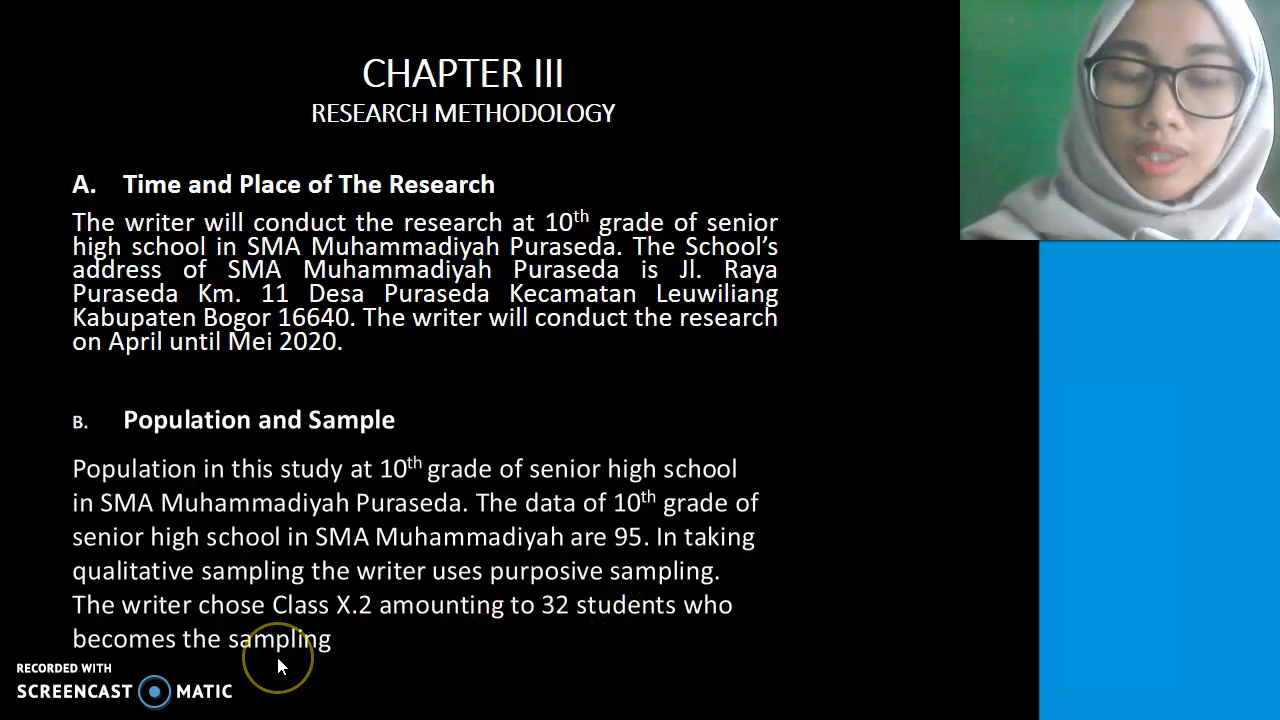 CHAPTER III
RESEARCH METHODOLOGY
A. Time and Place of The Research
The writer will conduct the research at 10th grade of senior
high school in SMA Muhammadiyah Puraseda. The School's
address of SMA Muhammadiyah Puraseda is Jl. Raya
Puraseda Km. 11 Desa Puraseda Kecamatan Leuwiliang
Kabupaten Bogor 16640. The writer will conduct the research
on April until Mei 2020.
B. Population and Sample
Population in this study at 10th grade of senior high school
in SMA Muhammadiyah Puraseda. The data of 10th grade of
senior high school in SMA Muhammadiyah are 95. In taking
qualitative sampling the writer uses purposive sampling.
The writer chose Class X.2 amounting to 32 students who
becomes the sampling
RECORDED WITH
SCREENCAST MATIC